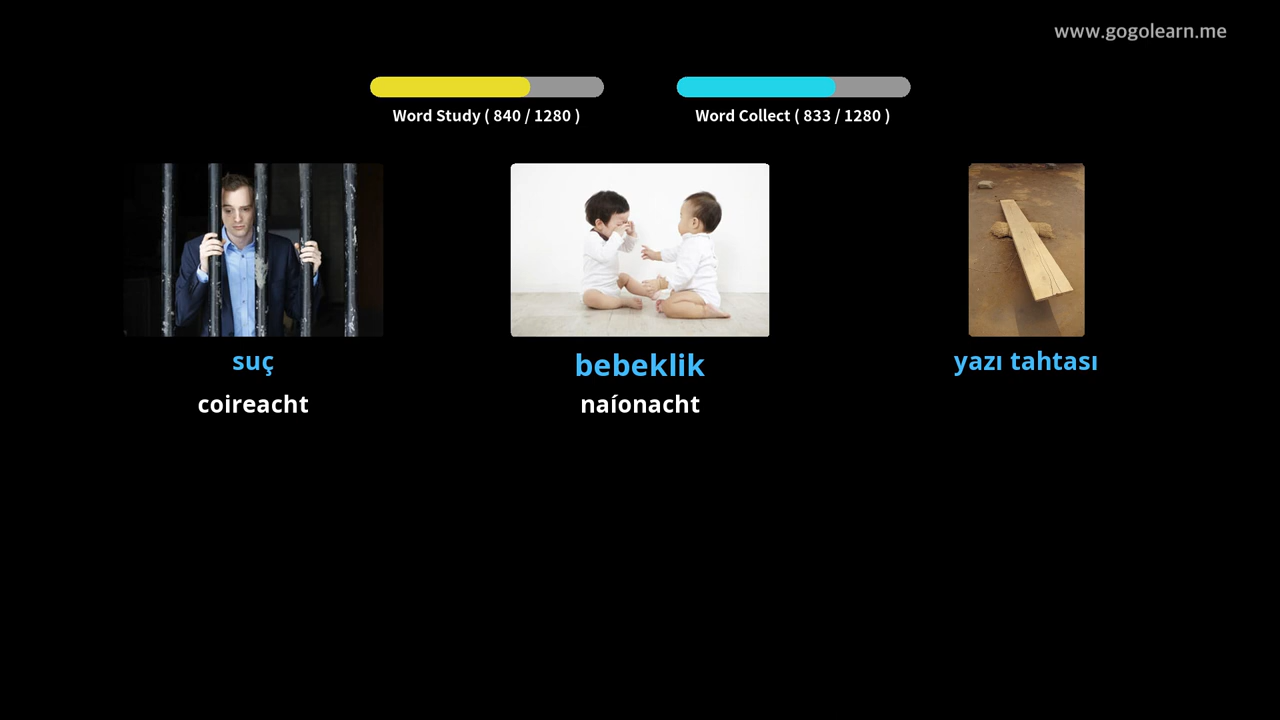 www.gogolearn.me
Word Study ( 840 / 1280 )
Word Collect ( 833 / 1280 )
suç
bebeklik
yazı tahtası
coireacht
naíonacht